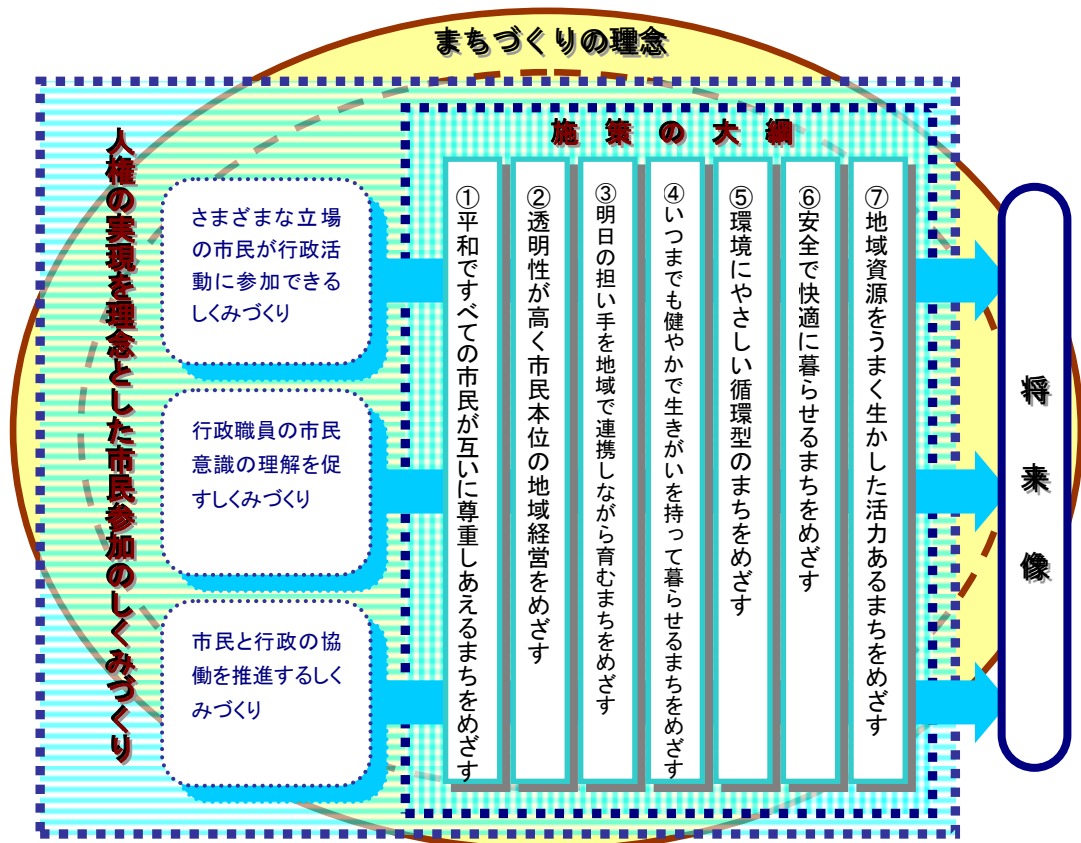 まちづくりの理念
人権の実現を理念とした市民参加のしくみづくり
さまざまな立場
の市民が行政活
動に参加できる
しくみづくり
行政職員の市民
意識の理解を促
すしくみづくり
市民と行政の協
働を推進するしく
みづくり
施策の大綱
①平和ですべての市民が互いに尊重しあえるまちをめざす
②透明性が高く市民本位の地域経営をめざす
③明日の担い手を地域で連携しながら育むまちをめざす
④いつまでも健やかで生きがいを持って暮らせるまちをめざす
⑤環境にやさしい循環型のまちをめざす
⑥安全で快適に暮らせるまちをめざす
⑦地域資源をうまく生かした活力あるまちをめざす
将来像